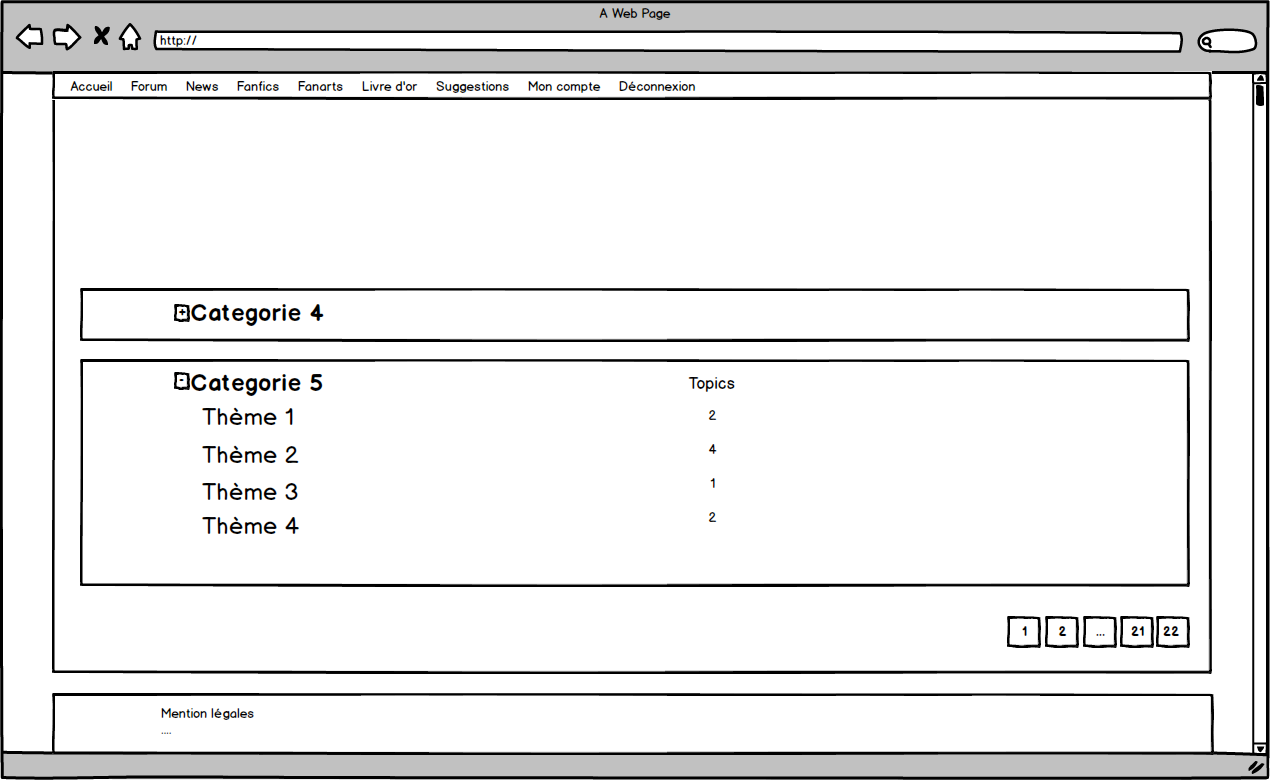 A Web Page
http://
Accueil Forum News Fanfics Fanarts Livre d'or Suggestions Mon compte Déconnexion
+ Categorie 4
- Categorie 5 Topics
Thème 1 2
Thème 2 4
Thème 3 1
Thème 4 2
1 2 ... 21 22
Mention légales
....